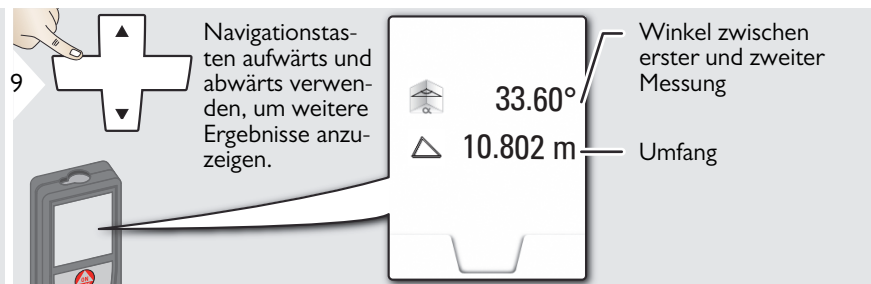 9
Navigationstas-
ten aufwärts und
abwärts verwen-
den, um weitere
Ergebnisse anzu-
zeigen.
α 33.60°
10.802 m
Winkel zwischen
erster und zweiter
Messung
Umfang